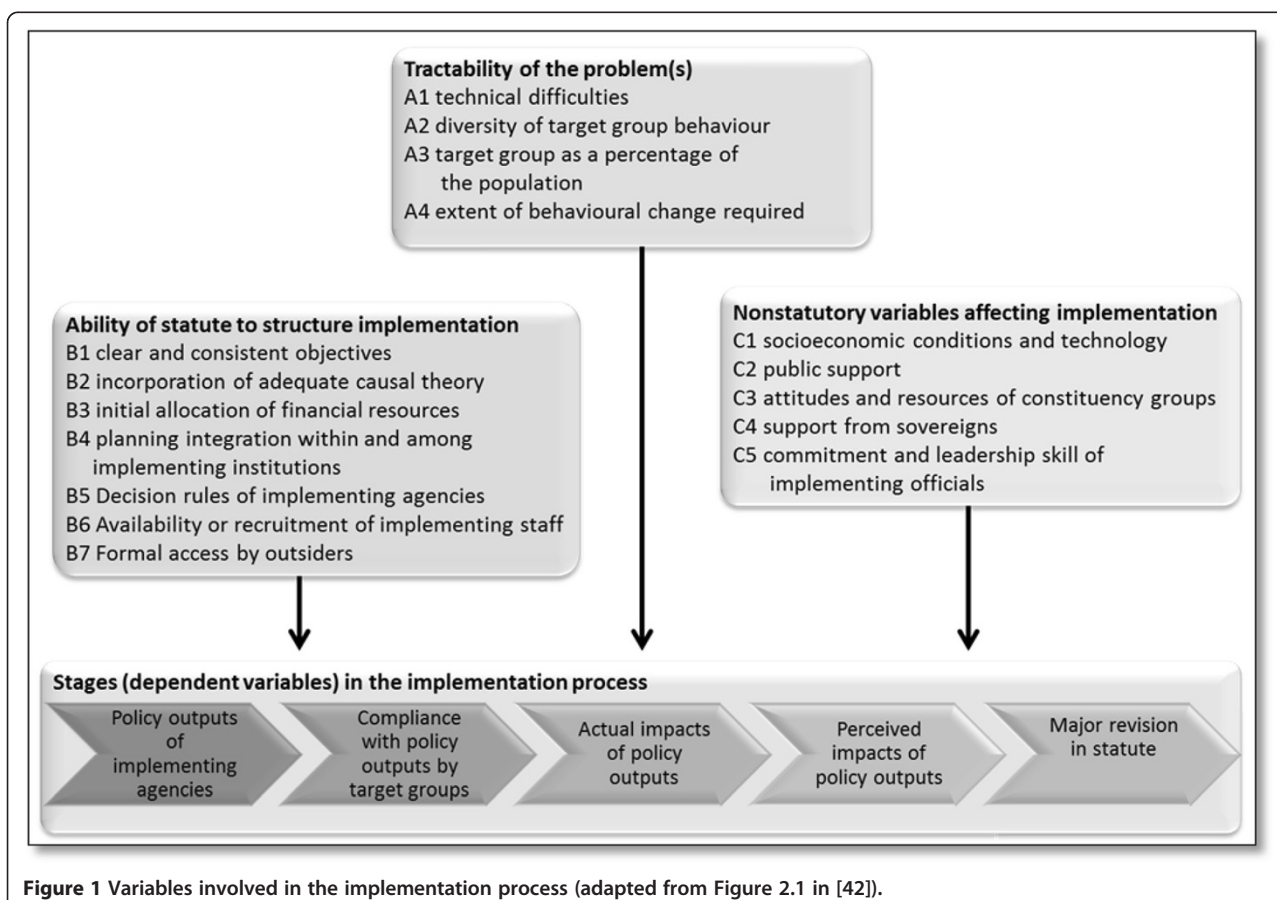 Tractability of the problem(s)
A1 technical difficulties
A2 diversity of target group behaviour
A3 target group as a percentage of
the population
A4 extent of behavioural change required
Ability of statute to structure implementation
B1 clear and consistent objectives
B2 incorporation of adequate causal theory
B3 initial allocation of financial resources
B4 planning integration within and among
implementing institutions
B5 Decision rules of implementing agencies
B6 Availability or recruitment of implementing staff
B7 Formal access by outsiders
Nonstatutory variables affecting implementation
C1 socioeconomic conditions and technology
C2 public support
C3 attitudes and resources of constituency groups
C4 support from sovereigns
C5 commitment and leadership skill of
implementing officials
Stages (dependent variables) in the implementation process
Policy outputs
of
implementing
agencies
Compliance
with policy
outputs by
target groups
Actual impacts
of policy
outputs
Perceived
impacts of
policy outputs
Major revision
in statute
Figure 1 Variables involved in the implementation process (adapted from Figure 2.1 in [42]).